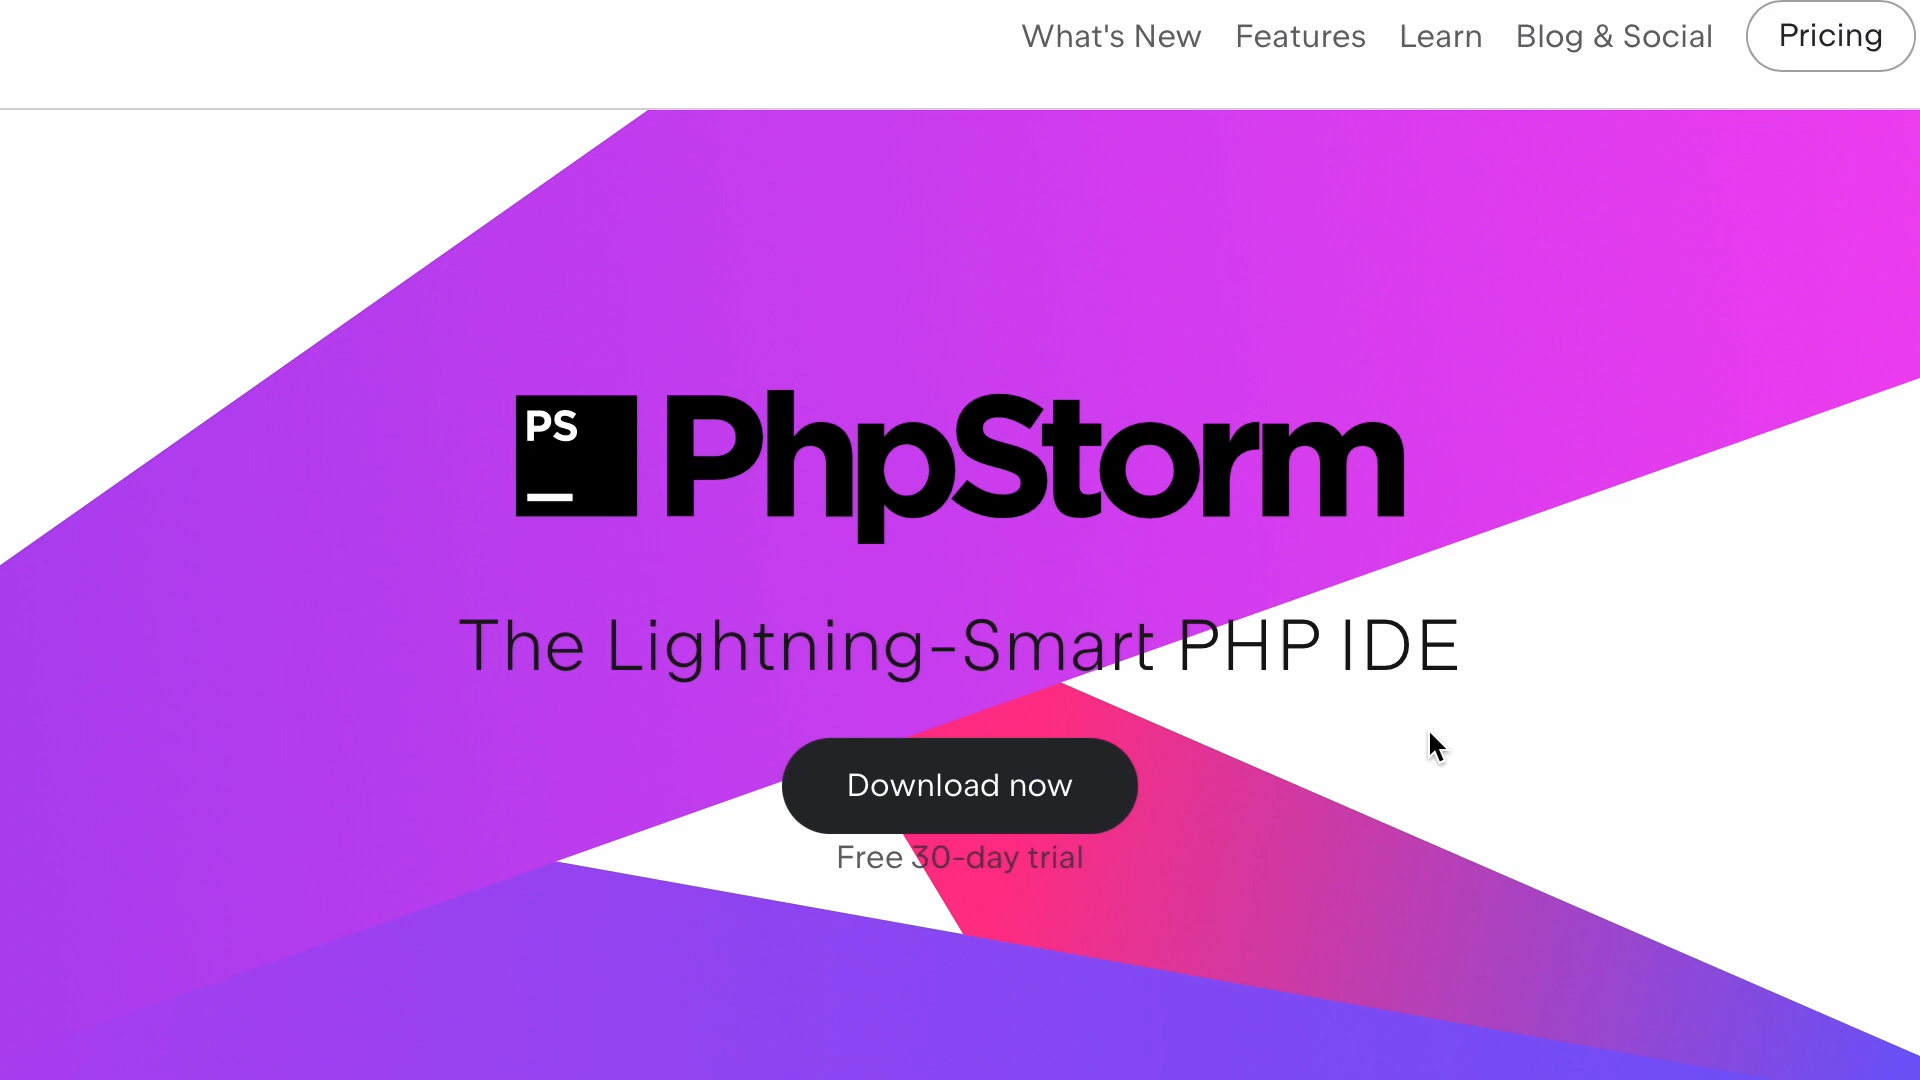 What's New Features Learn Blog & Social Pricing
PS PhpStorm
The Lightning-Smart PHP IDE
Download now
Free 30-day trial